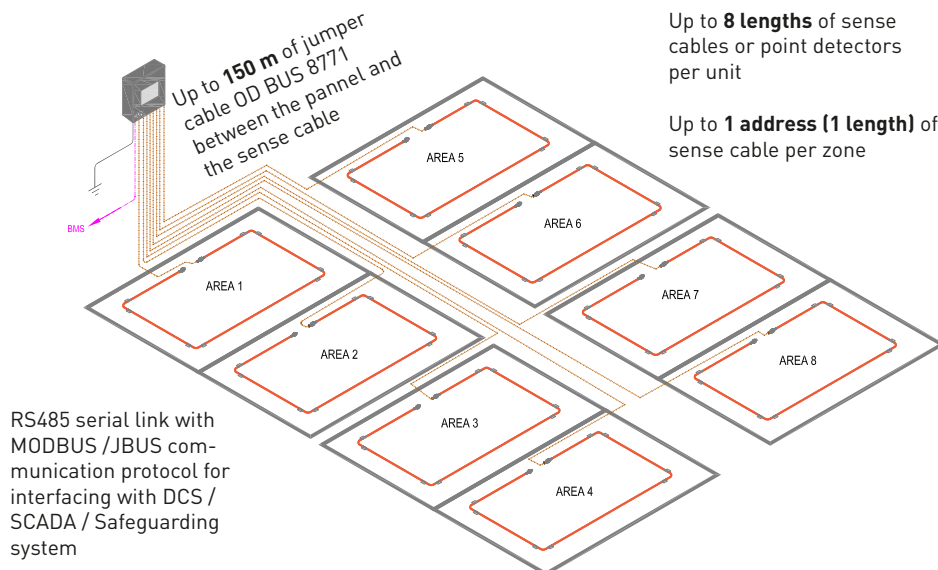 Up to 150 m of jumper
cable OD BUS 8771
between the pannel and
the sense cable
Up to 8 lengths of sense
cables or point detectors
per unit
Up to 1 address (1 length) of
sense cable per zone
BMS
AREA 5
AREA 6
AREA 1
AREA 7
AREA 2
AREA 8
AREA 3
AREA 4
RS485 serial link with
MODBUS /JBUS com-
munication protocol for
interfacing with DCS /
SCADA / Safeguarding
system